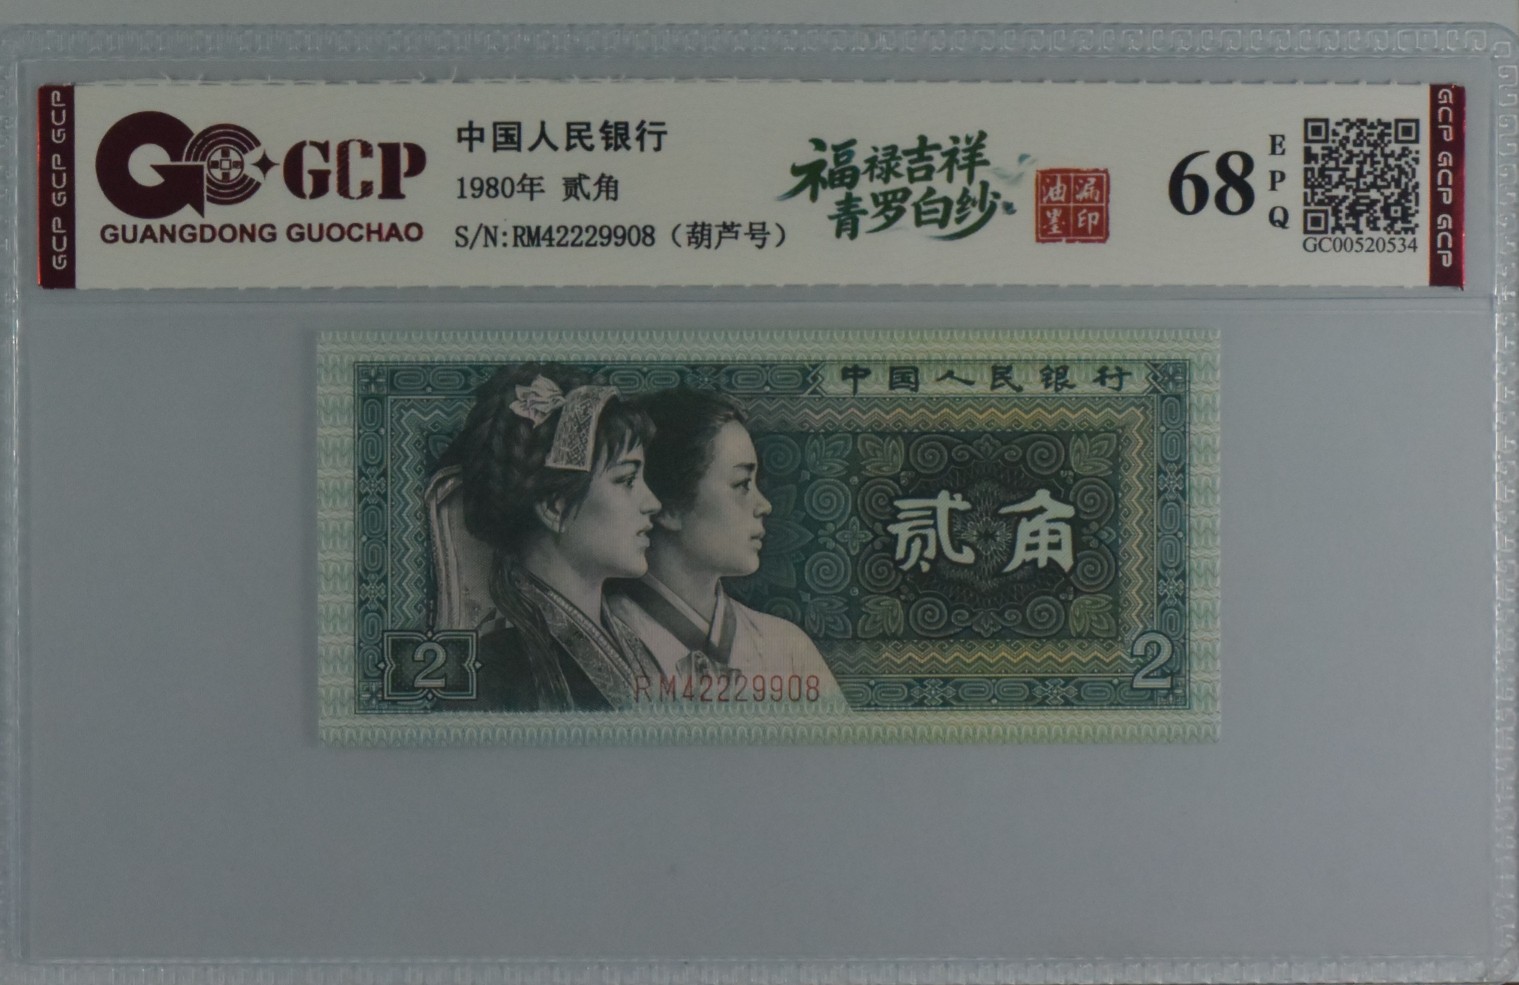 GCP GCP GCP
GCP
GUANGDONG GUOCHAO
中国人民银行
1980年 贰角
S/N:RM42229908（葫芦号）
福禄吉祥
青罗白纱
油漏
墨印
68
EPQ
GC00520534
GCP GCP GCP
中国人民银行
贰角
2
2
RM42229908